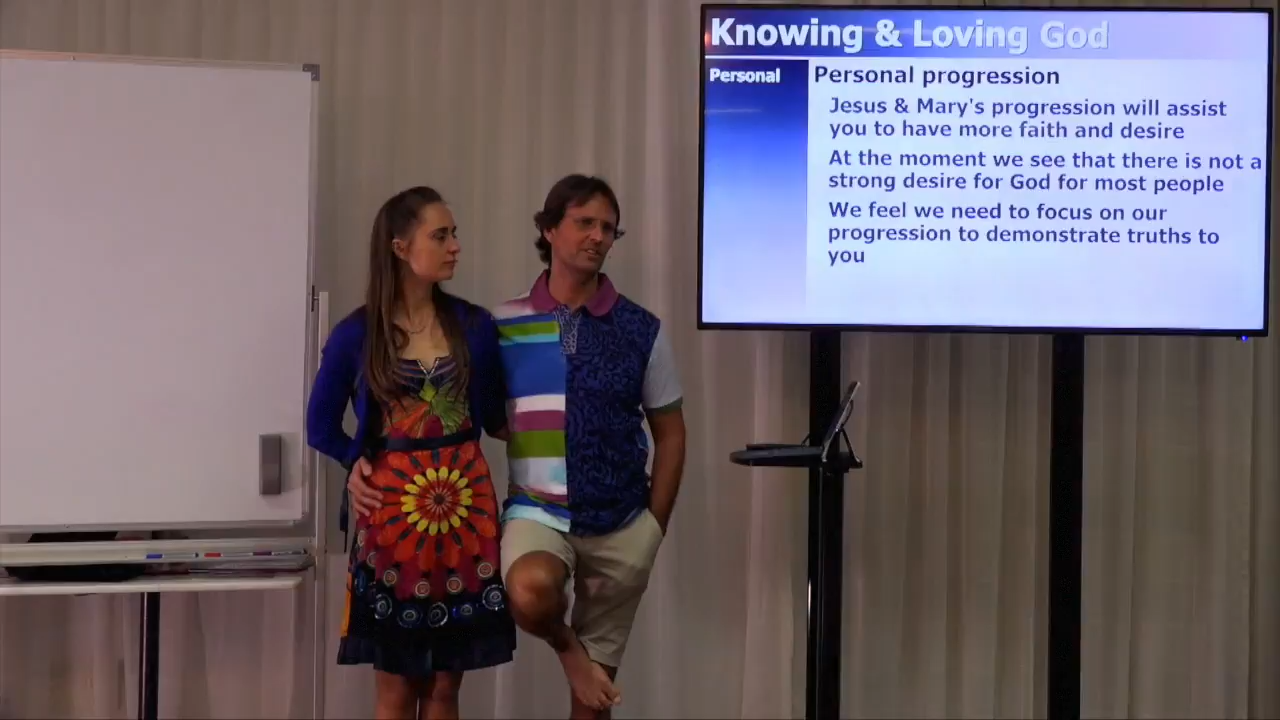 Knowing & Loving God
Personal
Personal progression
Jesus & Mary's progression will assist
you to have more faith and desire
At the moment we see that there is not a
strong desire for God for most people
We feel we need to focus on our
progression to demonstrate truths to
you